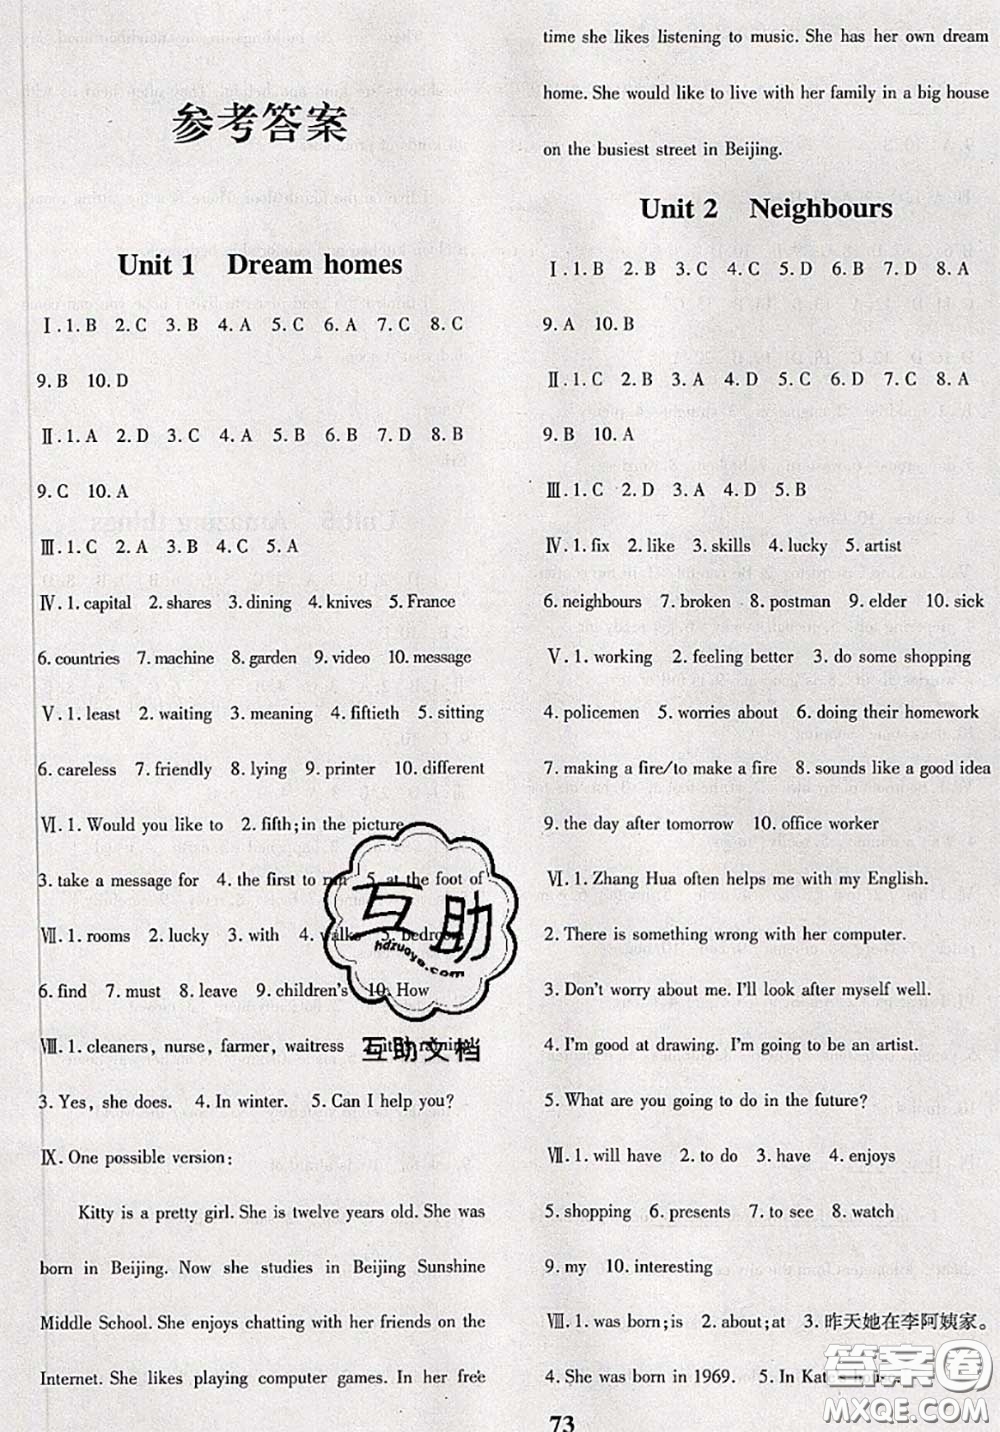 参考答案
Unit 1 Dream homes
Ⅰ.1.B 2.C 3.B 4.A 5.C 6.A 7.C 8.C
9.B 10.D
Ⅱ.1.A 2.D 3.C 4.A 5.B 6.B 7.D 8.B
9.C 10.A
Ⅲ.1.C 2.A 3.B 4.C 5.A
Ⅳ.1.capital 2.shares 3.dining 4.knives 5.France
6.countries 7.machine 8.garden 9.video 10.message
Ⅴ.1.least 2.waiting 3.meaning 4.fiftieth 5.sitting
6.careless 7.friendly 8.lying 9.printer 10.different
Ⅵ.1.Would you like to 2.fifth;in the picture
3.take a message for 4.the first to run 5.at the foot of
Ⅶ.1.rooms 2.lucky 3.with 4.walks 5.bedroom
6.find 7.must 8.leave 9.children's 10.How
Ⅷ.1.cleaners, nurse, farmer, waitress 2.
3.Yes, she does. 4.In winter. 5.Can I help you?
Ⅸ.One possible version:
Kitty is a pretty girl. She is twelve years old. She was
born in Beijing. Now she studies in Beijing Sunshine
Middle School. She enjoys chatting with her friends on the
Internet. She likes playing computer games. In her free
time she likes listening to music. She has her own dream
home. She would like to live with her family in a big house
on the busiest street in Beijing.
Unit 2 Neighbours
Ⅰ.1.B 2.B 3.C 4.C 5.D 6.B 7.D 8.A
9.A 10.B
Ⅱ.1.C 2.B 3.A 4.D 5.D 6.C 7.C 8.A
9.B 10.A
Ⅲ.1.C 2.D 3.A 4.D 5.B
Ⅳ.1.fix 2.like 3.skills 4.lucky 5.artist
6.neighbours 7.broken 8.postman 9.elder 10.sick
Ⅴ.1.working 2.feeling better 3.do some shopping
4.policemen 5.worries about 6.doing their homework
7.making a fire/to make a fire 8.sounds like a good idea
9.the day after tomorrow 10.office worker
Ⅵ.1.Zhang Hua often helps me with my English.
2.There is something wrong with her computer.
3.Don't worry about me. I'll look after myself well.
4.I'm good at drawing. I'm going to be an artist.
5.What are you going to do in the future?
Ⅶ.1.will have 2.to do 3.have 4.enjoys
5.shopping 6.presents 7.to see 8.watch
9.my 10.interesting
Ⅷ.1.was born;is 2.about;at 3.昨天她在李阿姨家。
4.She was born in 1969. 5.In Kate's house.
73
互助
hdzuoye.com
互助文档
答案圈
MXQE.COM